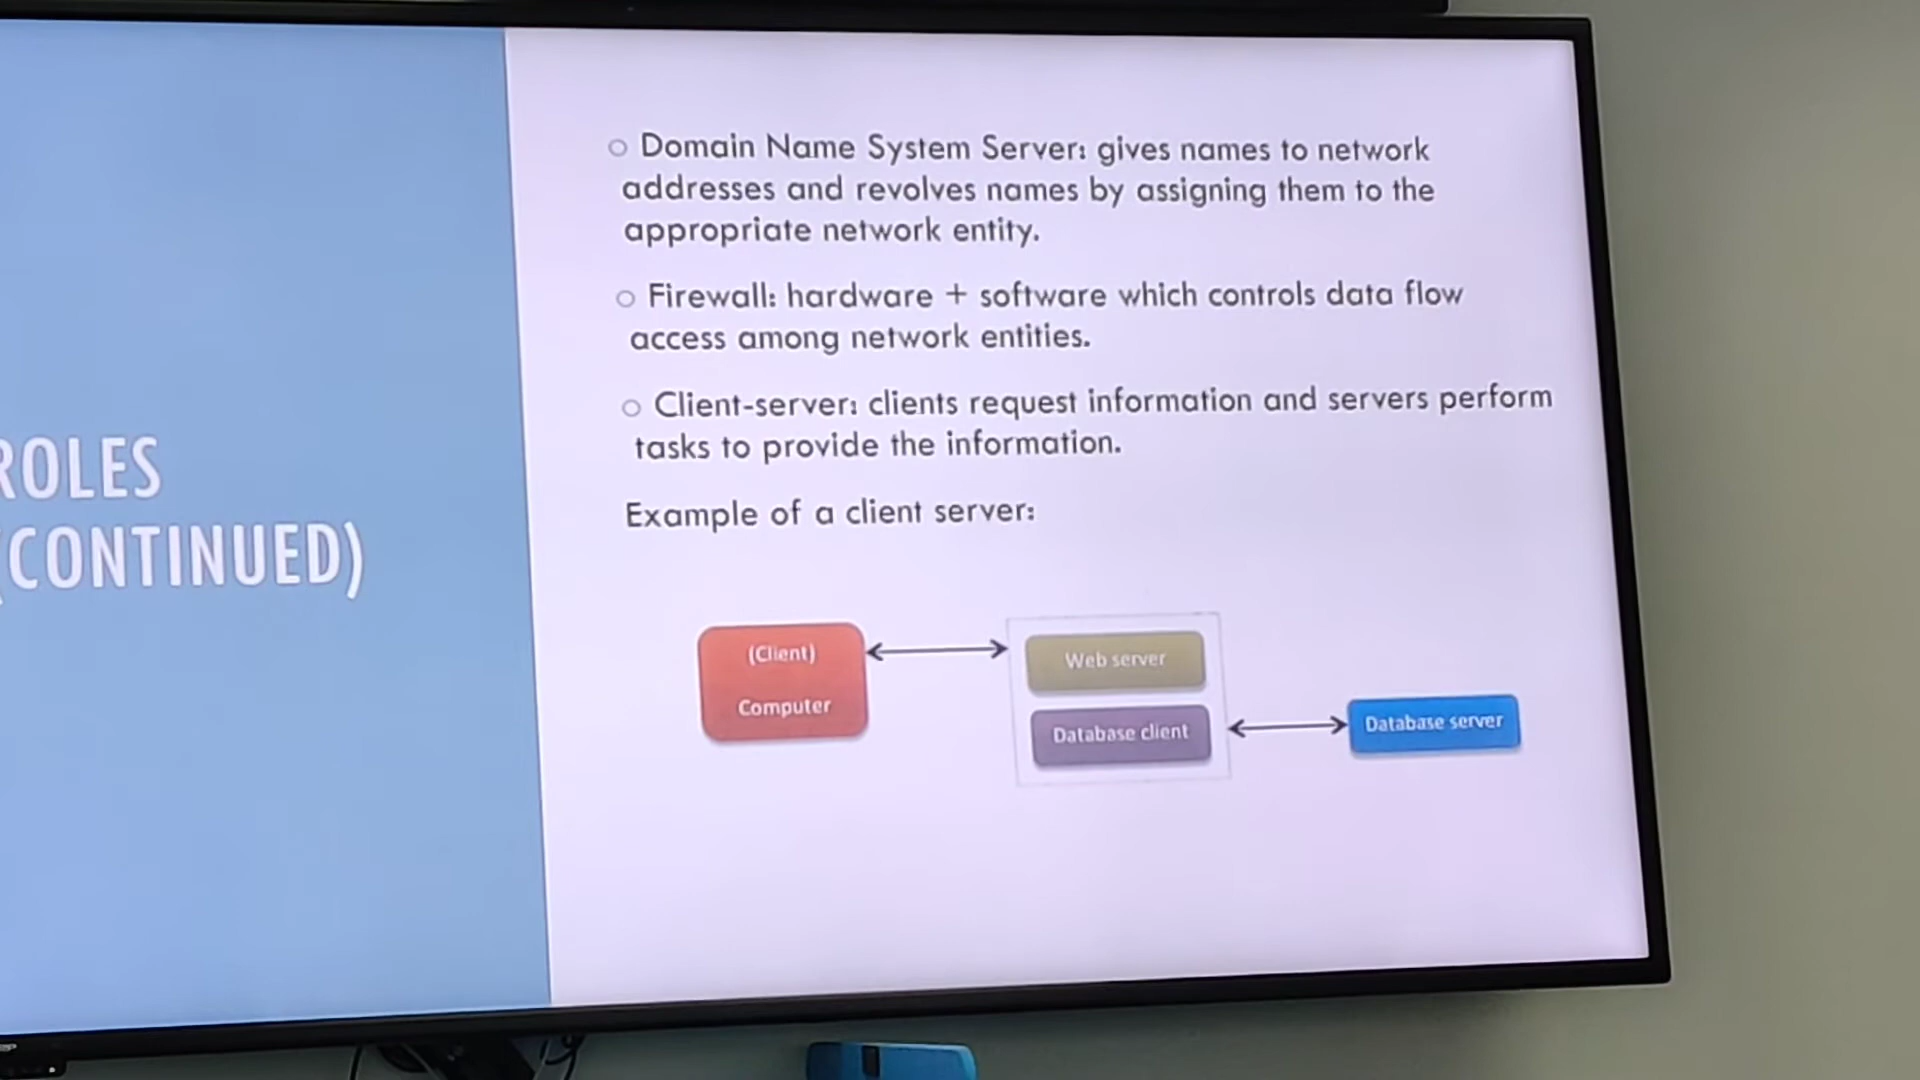 ROLES
(CONTINUED)
Domain Name System Server: gives names to network
addresses and revolves names by assigning them to the
appropriate network entity.
Firewall: hardware + software which controls data flow
access among network entities.
Client-server: clients request information and servers perform
tasks to provide the information.
Example of a client server:
(Client)
Computer
Web server
Database client
Database server